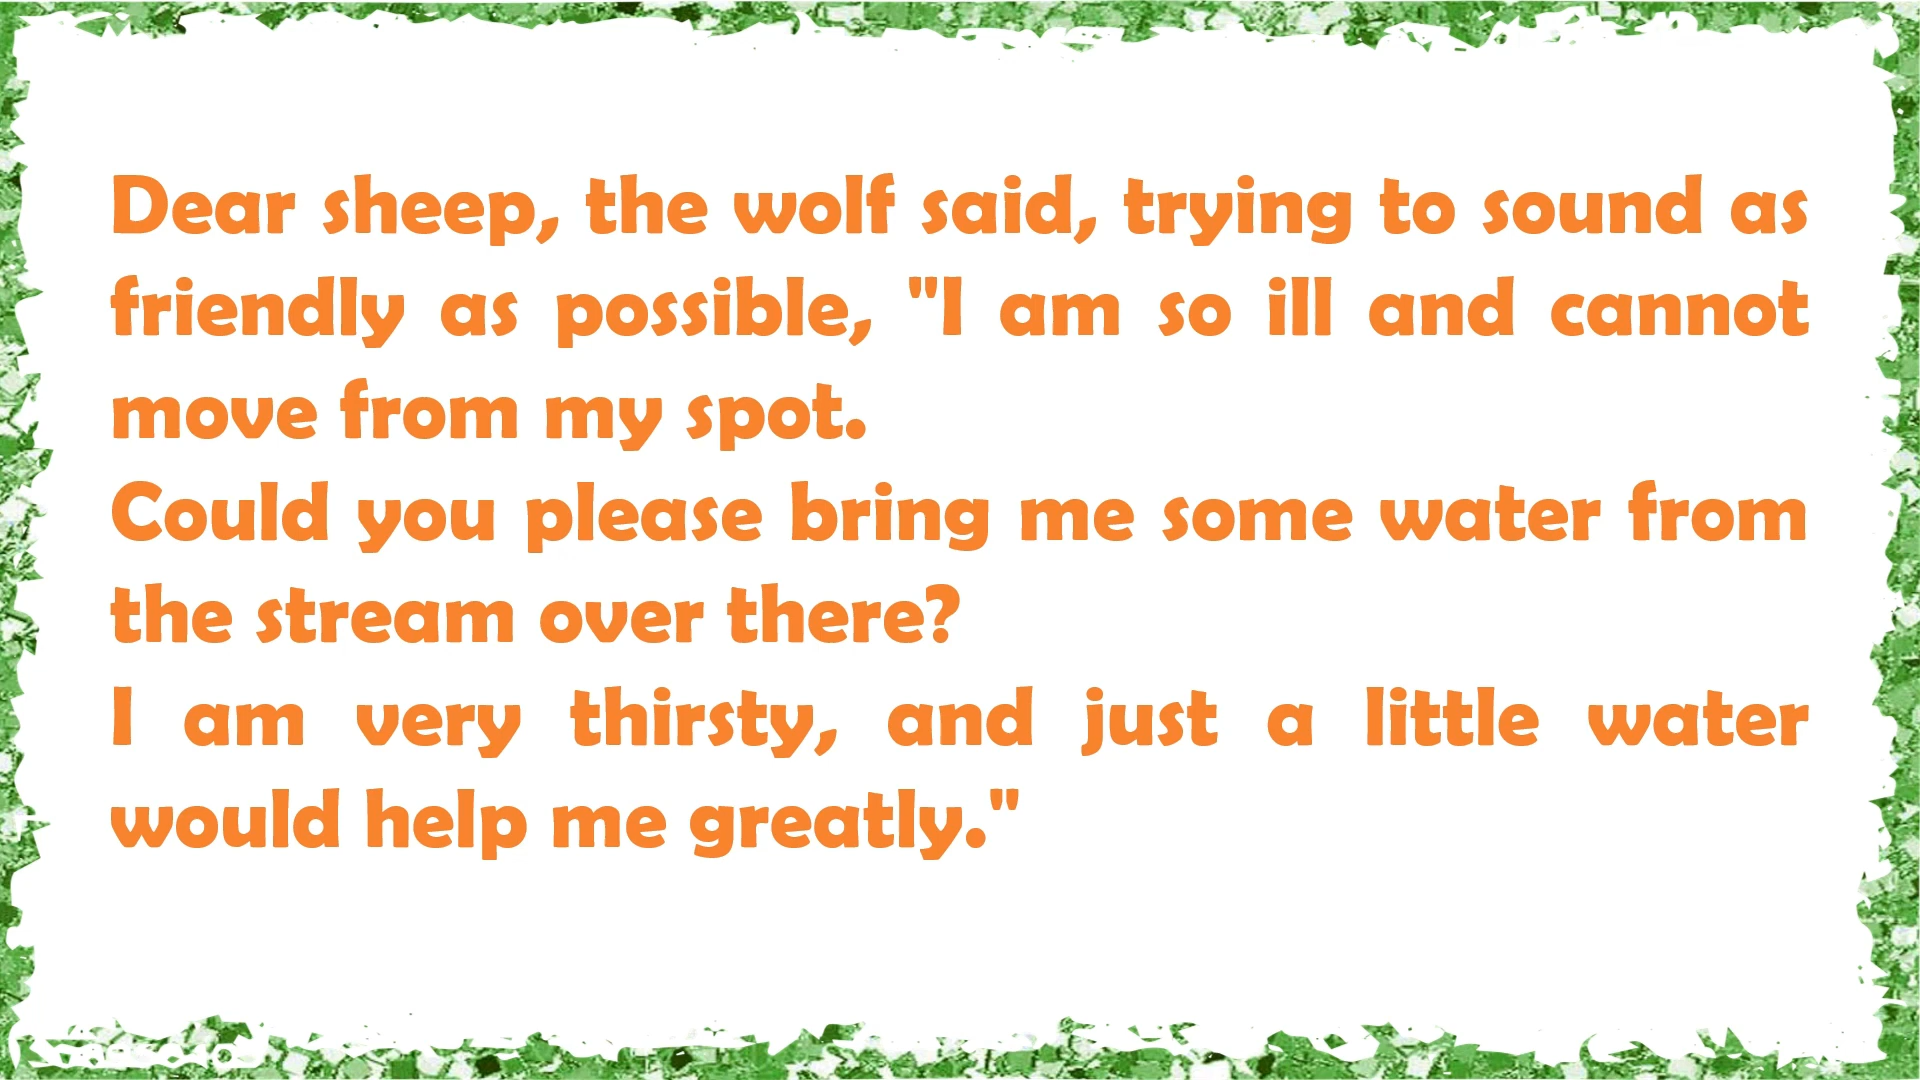 Dear sheep, the wolf said, trying to sound as
friendly as possible, "I am so ill and cannot
move from my spot.
Could you please bring me some water from
the stream over there?
I am very thirsty, and just a little water
would help me greatly."